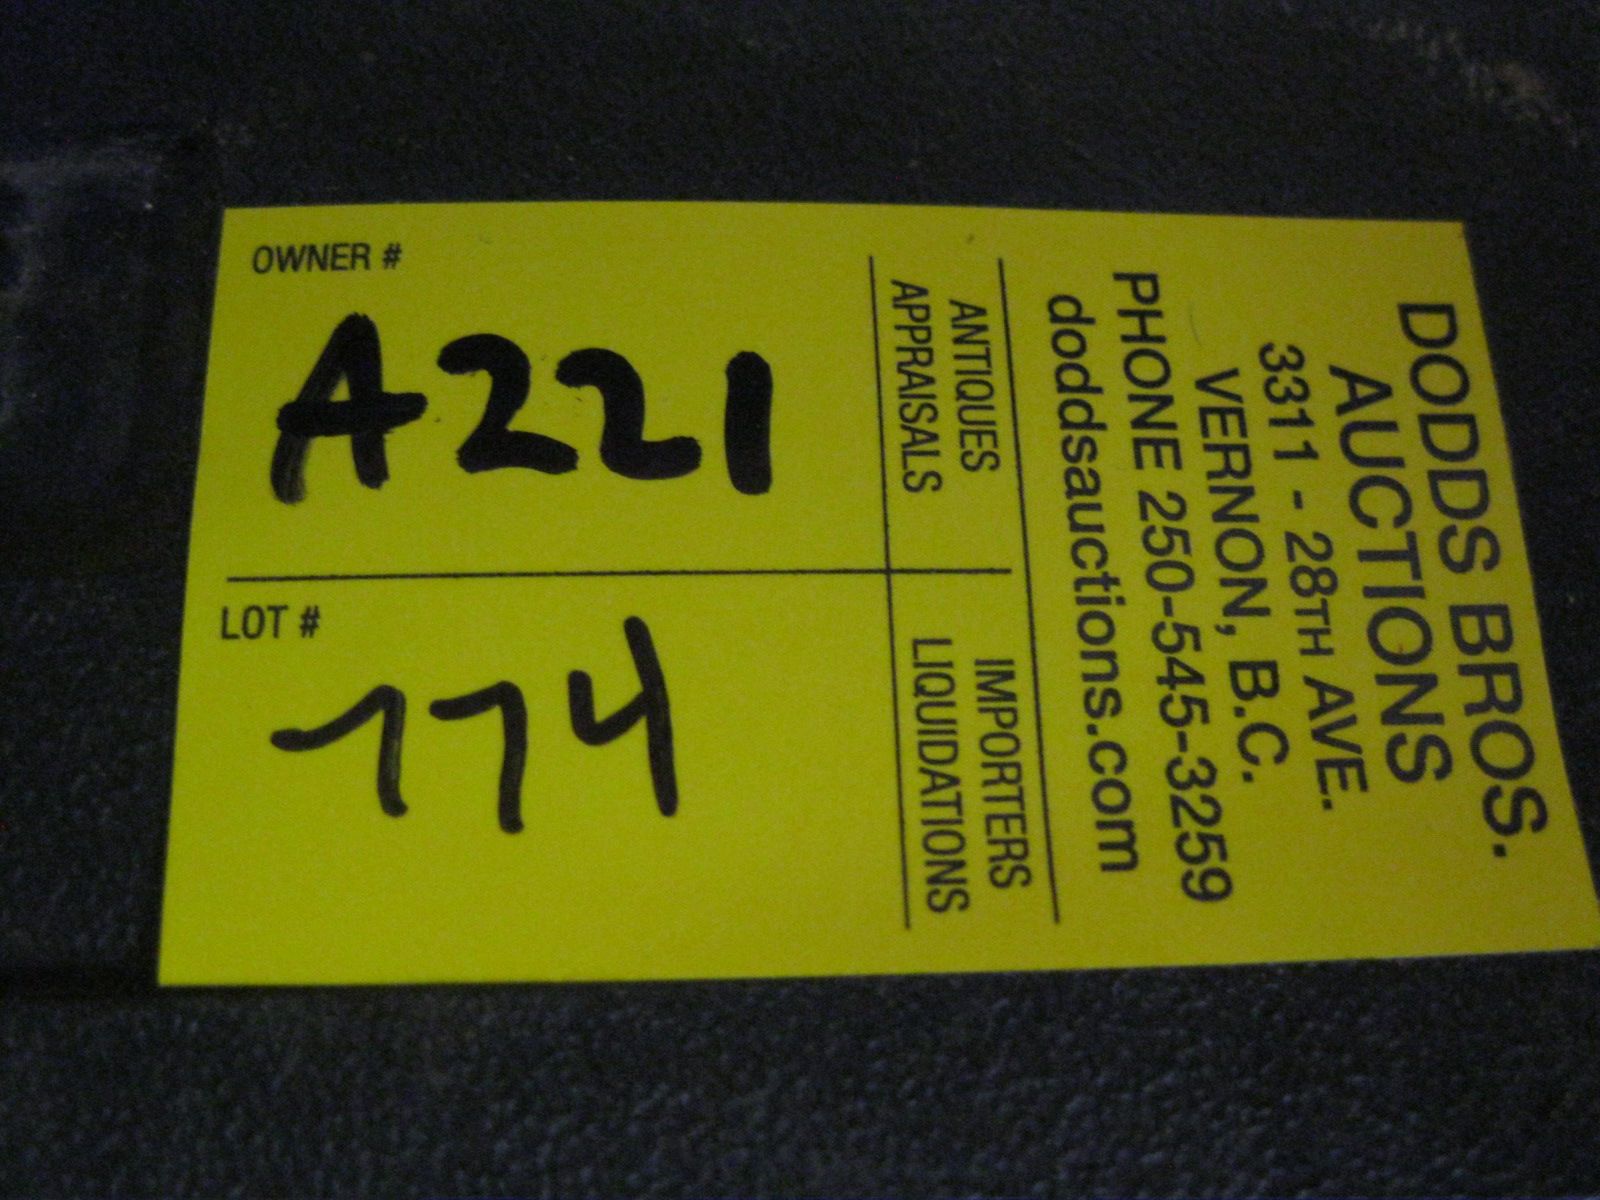 OWNER #
A221
LOT #
774
ANTIQUES
APPRAISALS
IMPORTERS
LIQUIDATIONS
DODDS BROS.
AUCTIONS
3311 - 28TH AVE.
VERNON, B.C.
PHONE 250-545-3259
doddsauctions.com